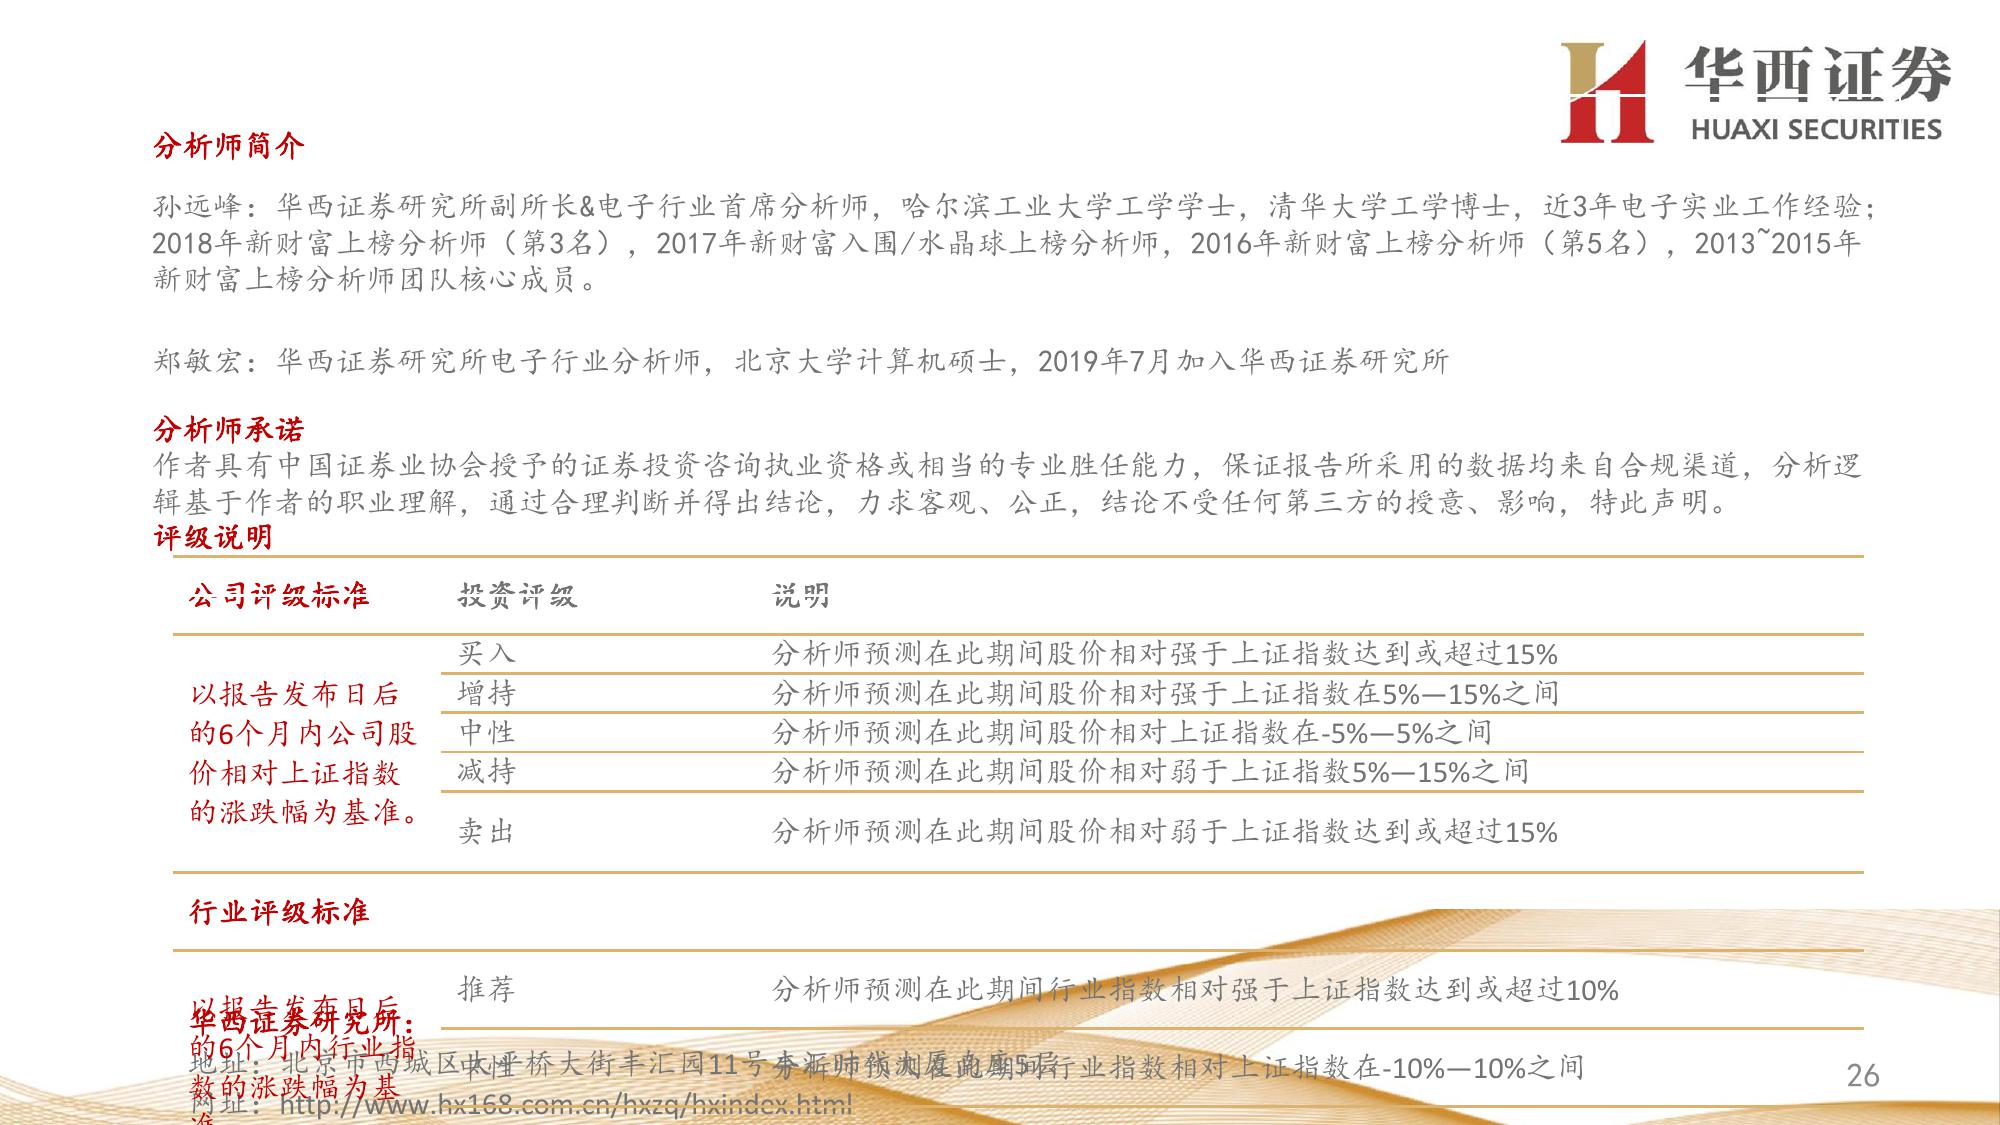 华西证券
HUAXI SECURITIES
分析师简介
孙远峰：华西证券研究所副所长&电子行业首席分析师，哈尔滨工业大学工学学士，清华大学工学博士，近3年电子实业工作经验；
2018年新财富上榜分析师（第3名），2017年新财富入围/水晶球上榜分析师，2016年新财富上榜分析师（第5名），2013~2015年
新财富上榜分析师团队核心成员。
郑敏宏：华西证券研究所电子行业分析师，北京大学计算机硕士，2019年7月加入华西证券研究所
分析师承诺
作者具有中国证券业协会授予的证券投资咨询执业资格或相当的专业胜任能力，保证报告所采用的数据均来自合规渠道，分析逻
辑基于作者的职业理解，通过合理判断并得出结论，力求客观、公正，结论不受任何第三方的授意、影响，特此声明。
评级说明
公司评级标准 投资评级 说明
以报告发布日后
的6个月内公司股
价相对上证指数
的涨跌幅为基准。
买入 分析师预测在此期间股价相对强于上证指数达到或超过15%
增持 分析师预测在此期间股价相对强于上证指数在5%—15%之间
中性 分析师预测在此期间股价相对上证指数在-5%—5%之间
减持 分析师预测在此期间股价相对弱于上证指数5%—15%之间
卖出 分析师预测在此期间股价相对弱于上证指数达到或超过15%
行业评级标准
以报告发布日后
的6个月内行业指
数的涨跌幅为基
准
推荐 分析师预测在此期间行业指数相对强于上证指数达到或超过10%
中性 分析师预测在此期间行业指数相对上证指数在-10%—10%之间
华西证券研究所：
地址：北京市西城区太平桥大街丰汇园11号丰汇时代大厦南座5层
网址：http://www.hx168.com.cn/hxzq/hxindex.html
26